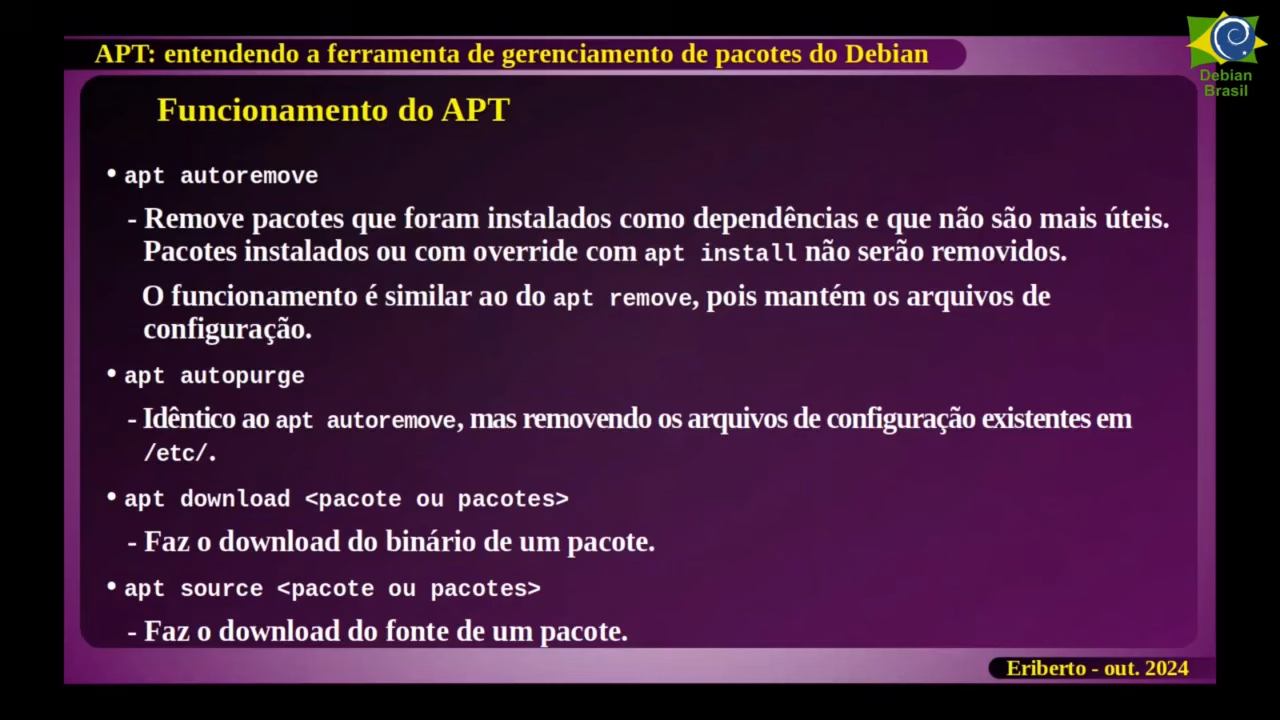 APT: entendendo a ferramenta de gerenciamento de pacotes do Debian
Debian
Brasil
Funcionamento do APT
• apt autoremove
- Remove pacotes que foram instalados como dependências e que não são mais úteis.
Pacotes instalados ou com override com apt install não serão removidos.
O funcionamento é similar ao do apt remove, pois mantém os arquivos de
configuração.
• apt autopurge
- Idêntico ao apt autoremove, mas removendo os arquivos de configuração existentes em
/etc/.
• apt download <pacote ou pacotes>
- Faz o download do binário de um pacote.
• apt source <pacote ou pacotes>
- Faz o download do fonte de um pacote.
Eriberto - out. 2024